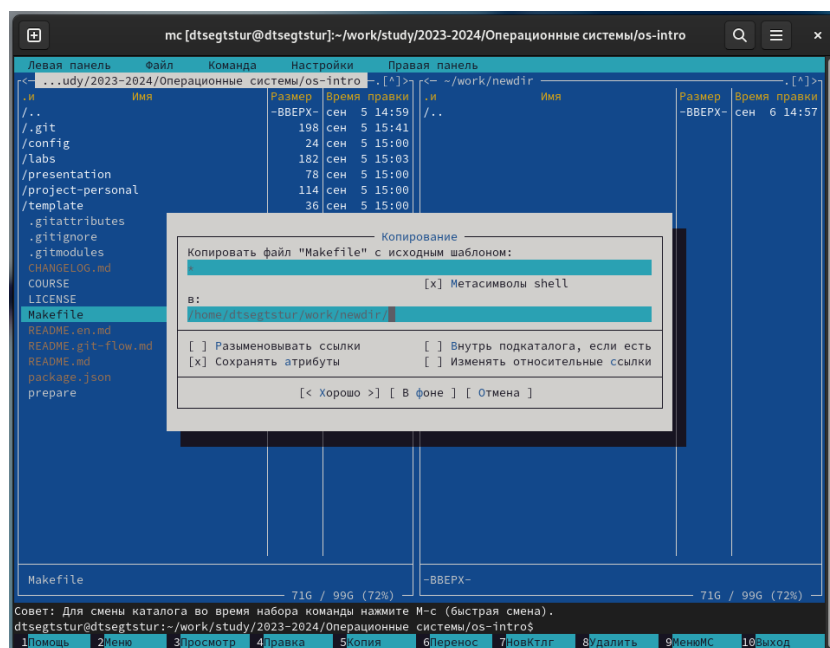 mc [dtsegtstur@dtsegtstur]:~/work/study/2023-2024/Операционные системы/os-intro
Левая панель Файл Команда Настройки Правая панель
<— ...udy/2023-2024/Операционные системы/os-intro —.[^]> <— ~/work/newdir —.[^]>
.и Имя Размер Время правки .и Имя Размер Время правки
/.. -ВВЕРХ- сен 5 14:59 /.. -ВВЕРХ- сен 6 14:57
/.git 198 сен 5 15:41
/config 24 сен 5 15:00
/labs 182 сен 5 15:03
/presentation 78 сен 5 15:00
/project-personal 114 сен 5 15:00
/template 36 сен 5 15:00
.gitattributes
.gitignore
.gitmodules
CHANGELOG.md
COURSE
LICENSE
Makefile
README.en.md
README.git-flow.md
README.md
package.json
prepare
Копирование
Копировать файл "Makefile" с исходным шаблоном:
*
[x] Метасимволы shell
в:
/home/dtsegtstur/work/newdir/
[ ] Разыменовывать ссылки [ ] Внутрь подкаталога, если есть
[x] Сохранять атрибуты [ ] Изменять относительные ссылки
[< Хорошо >] [ В фоне ] [ Отмена ]
Makefile -ВВЕРХ-
71G / 99G (72%) 71G / 99G (72%)
Совет: Для смены каталога во время набора команды нажмите M-c (быстрая смена).
dtsegtstur@dtsegtstur:~/work/study/2023-2024/Операционные системы/os-intro$
1Помощь 2Меню 3Просмотр 4Правка 5Копия 6Перенос 7НовКтлг 8Удалить 9МенюMC 10Выход